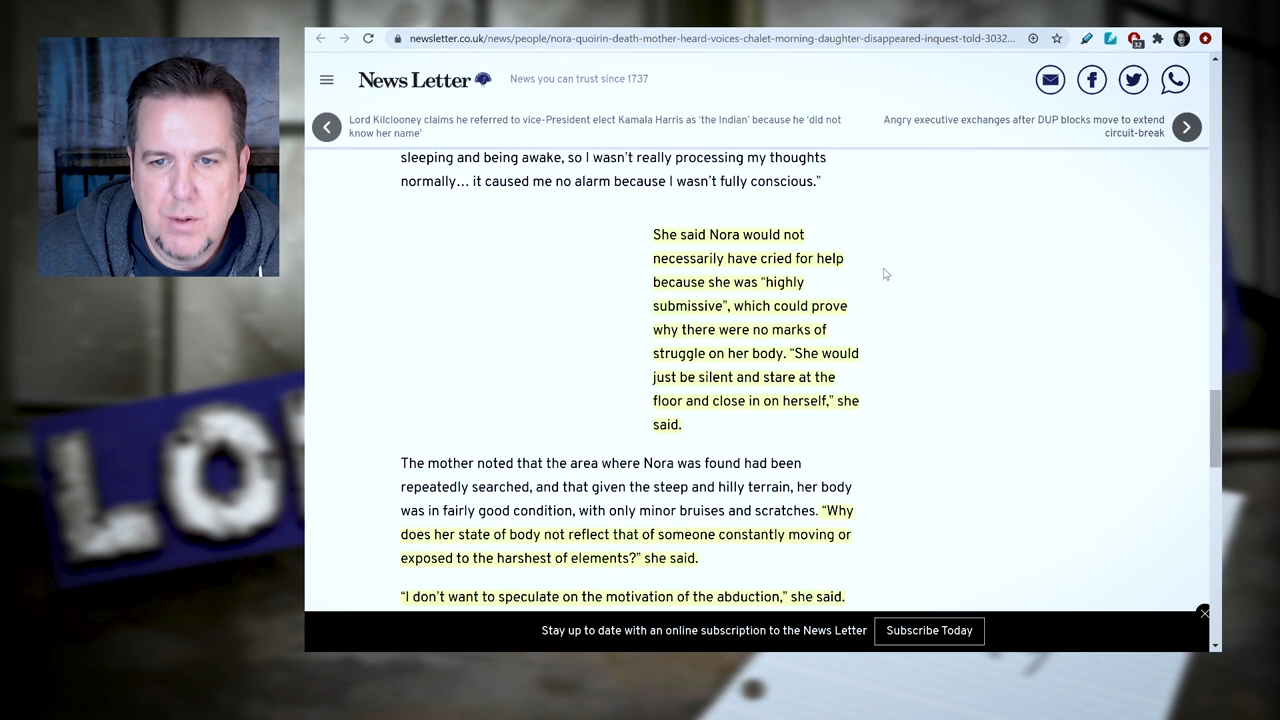 newsletter.co.uk/news/people/nora-quoirin-death-mother-heard-voices-chalet-morning-daughter-disappeared-inquest-told-3032...
12
News Letter
News you can trust since 1737
Lord Kilclooney claims he referred to vice-President elect Kamala Harris as ‘the Indian’ because he ‘did not
know her name’
Angry executive exchanges after DUP blocks move to extend
circuit-break
sleeping and being awake, so I wasn’t really processing my thoughts
normally… it caused me no alarm because I wasn’t fully conscious.”
She said Nora would not
necessarily have cried for help
because she was “highly
submissive”, which could prove
why there were no marks of
struggle on her body. “She would
just be silent and stare at the
floor and close in on herself,” she
said.
The mother noted that the area where Nora was found had been
repeatedly searched, and that given the steep and hilly terrain, her body
was in fairly good condition, with only minor bruises and scratches. “Why
does her state of body not reflect that of someone constantly moving or
exposed to the harshest of elements?” she said.
“I don’t want to speculate on the motivation of the abduction,” she said.
Stay up to date with an online subscription to the News Letter
Subscribe Today